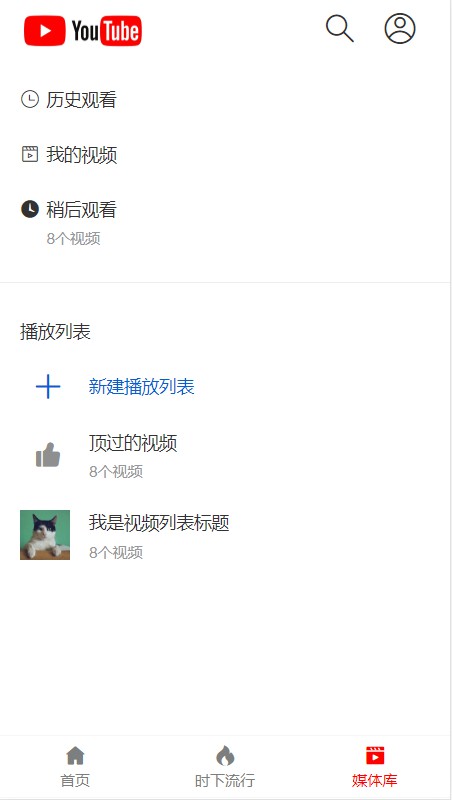 YouTube
历史观看
我的视频
稍后观看
8个视频
播放列表
新建播放列表
顶过的视频
8个视频
我是视频列表标题
8个视频
首页
时下流行
媒体库